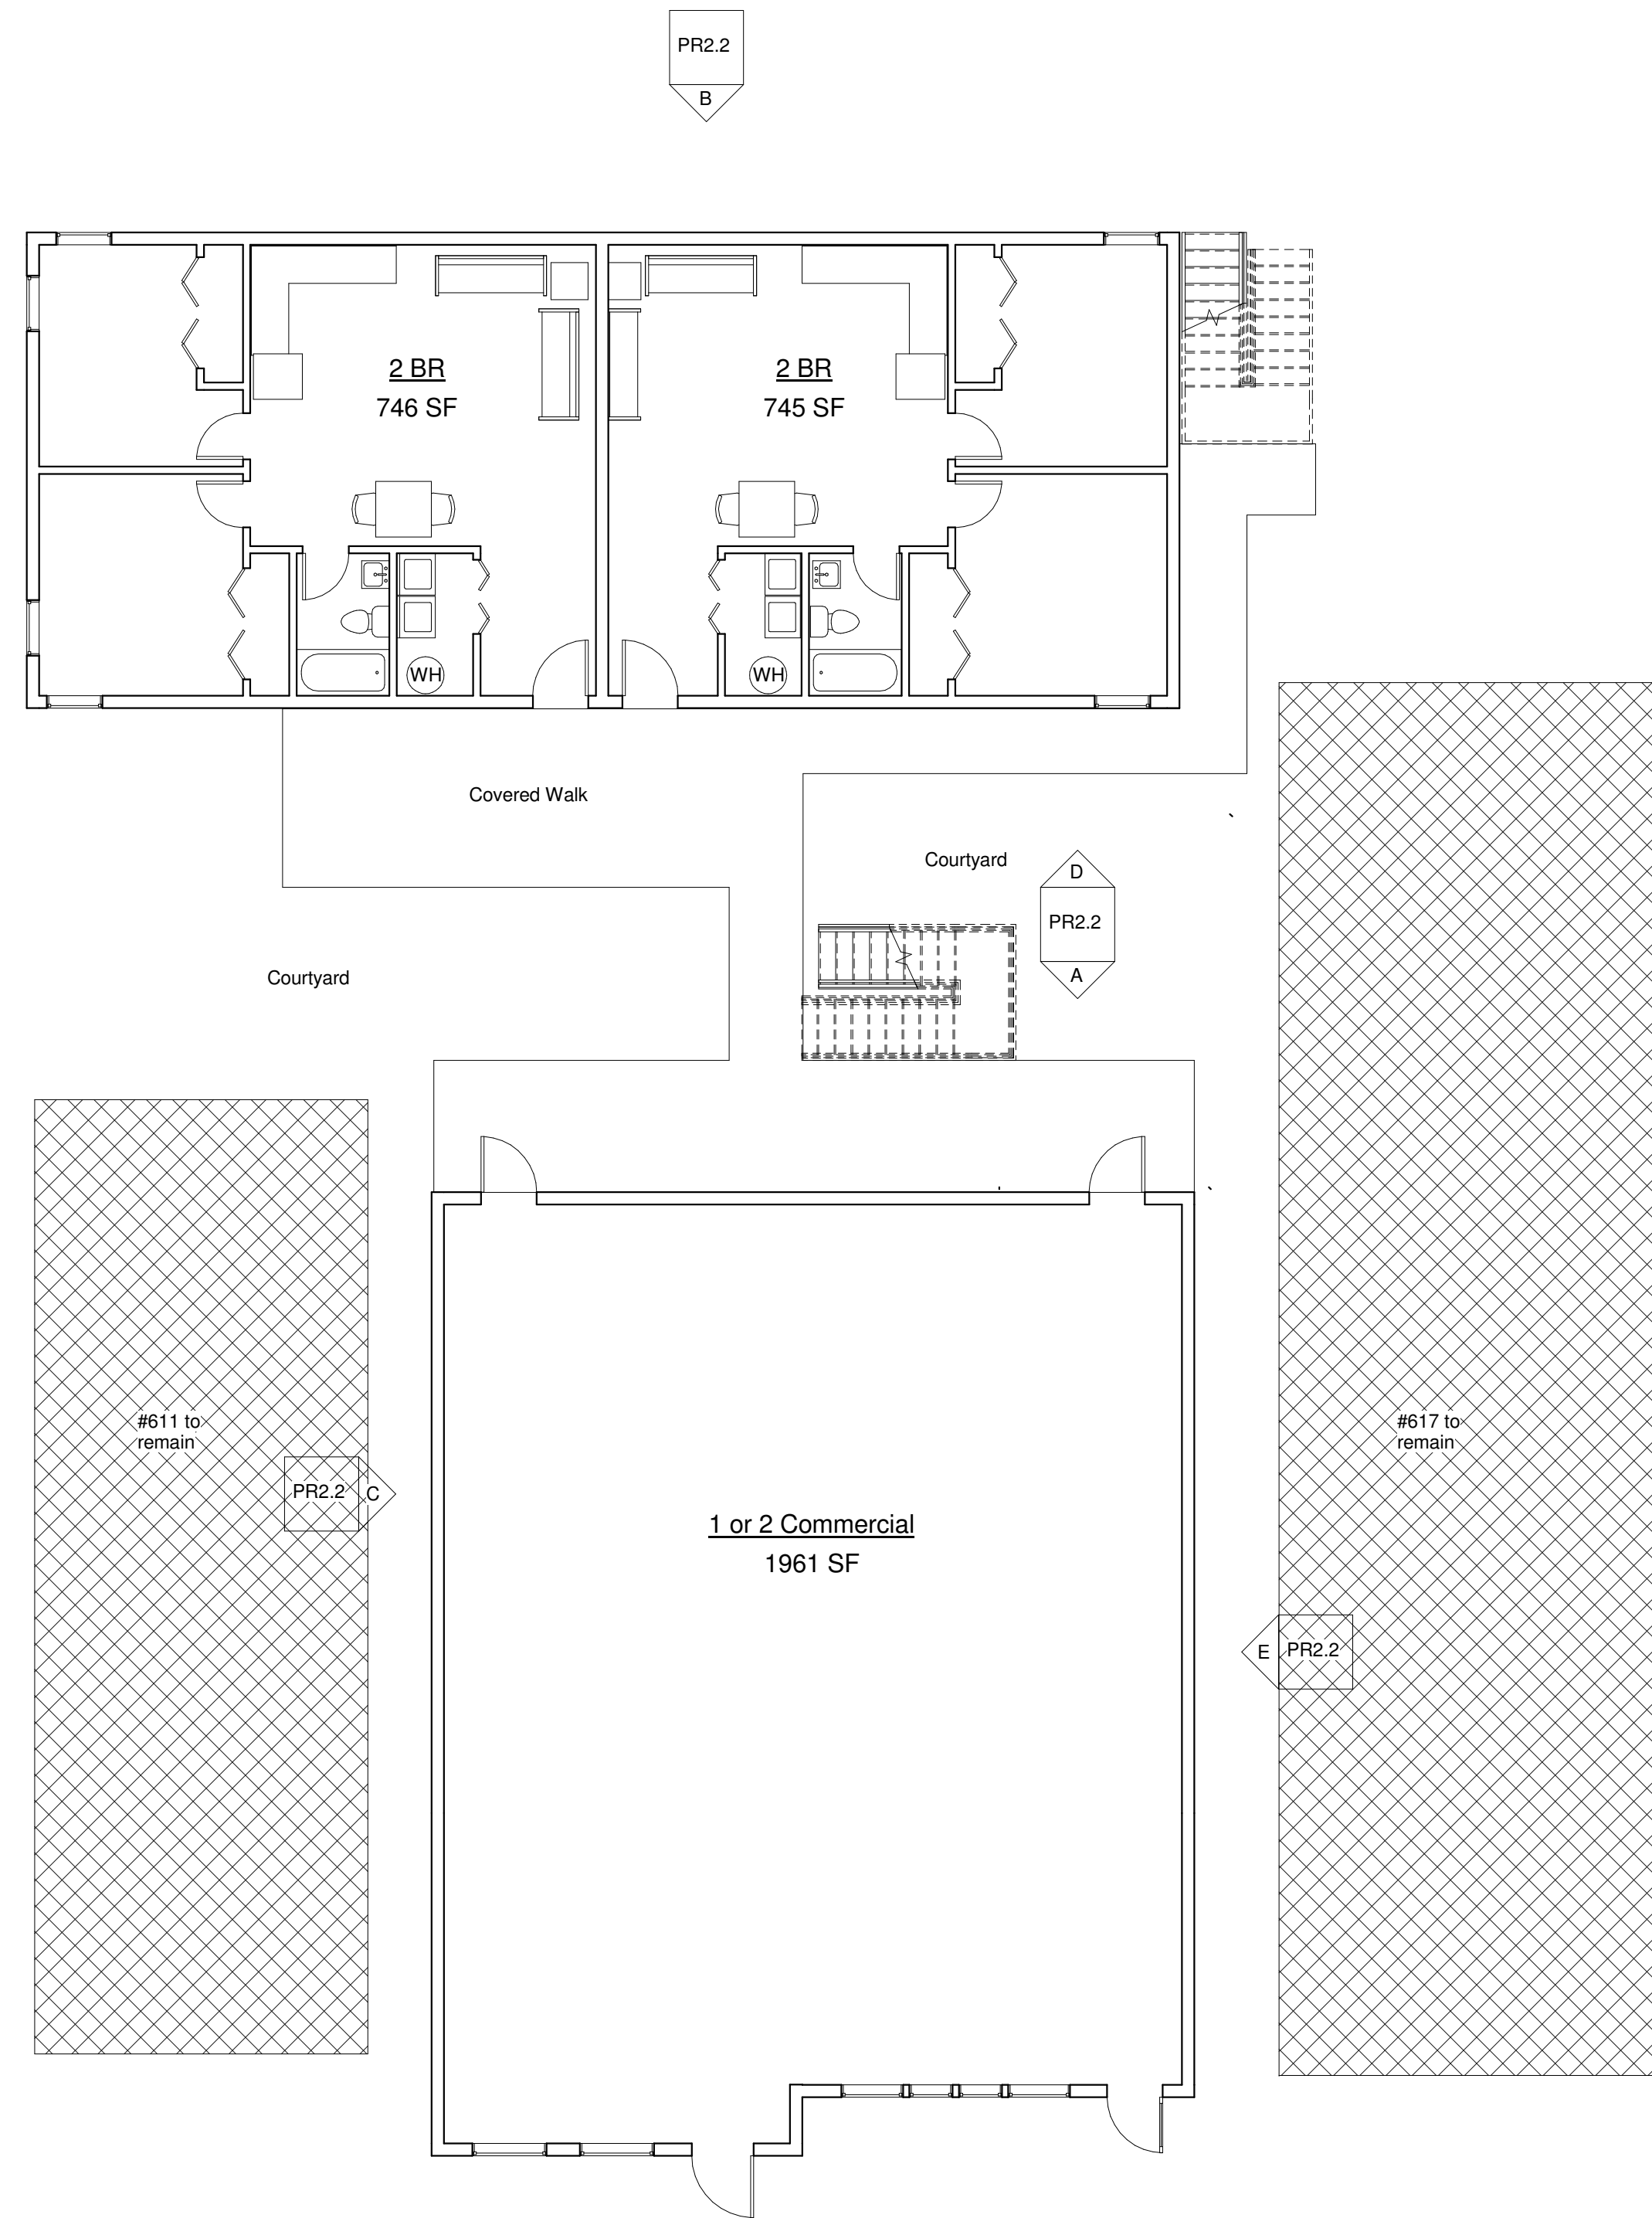 PR2.2
B
2 BR
746 SF
2 BR
745 SF
WH
WH
Covered Walk
Courtyard
D
PR2.2
A
Courtyard
#611 to
remain
PR2.2
C
#617 to
remain
1 or 2 Commercial
1961 SF
E
PR2.2